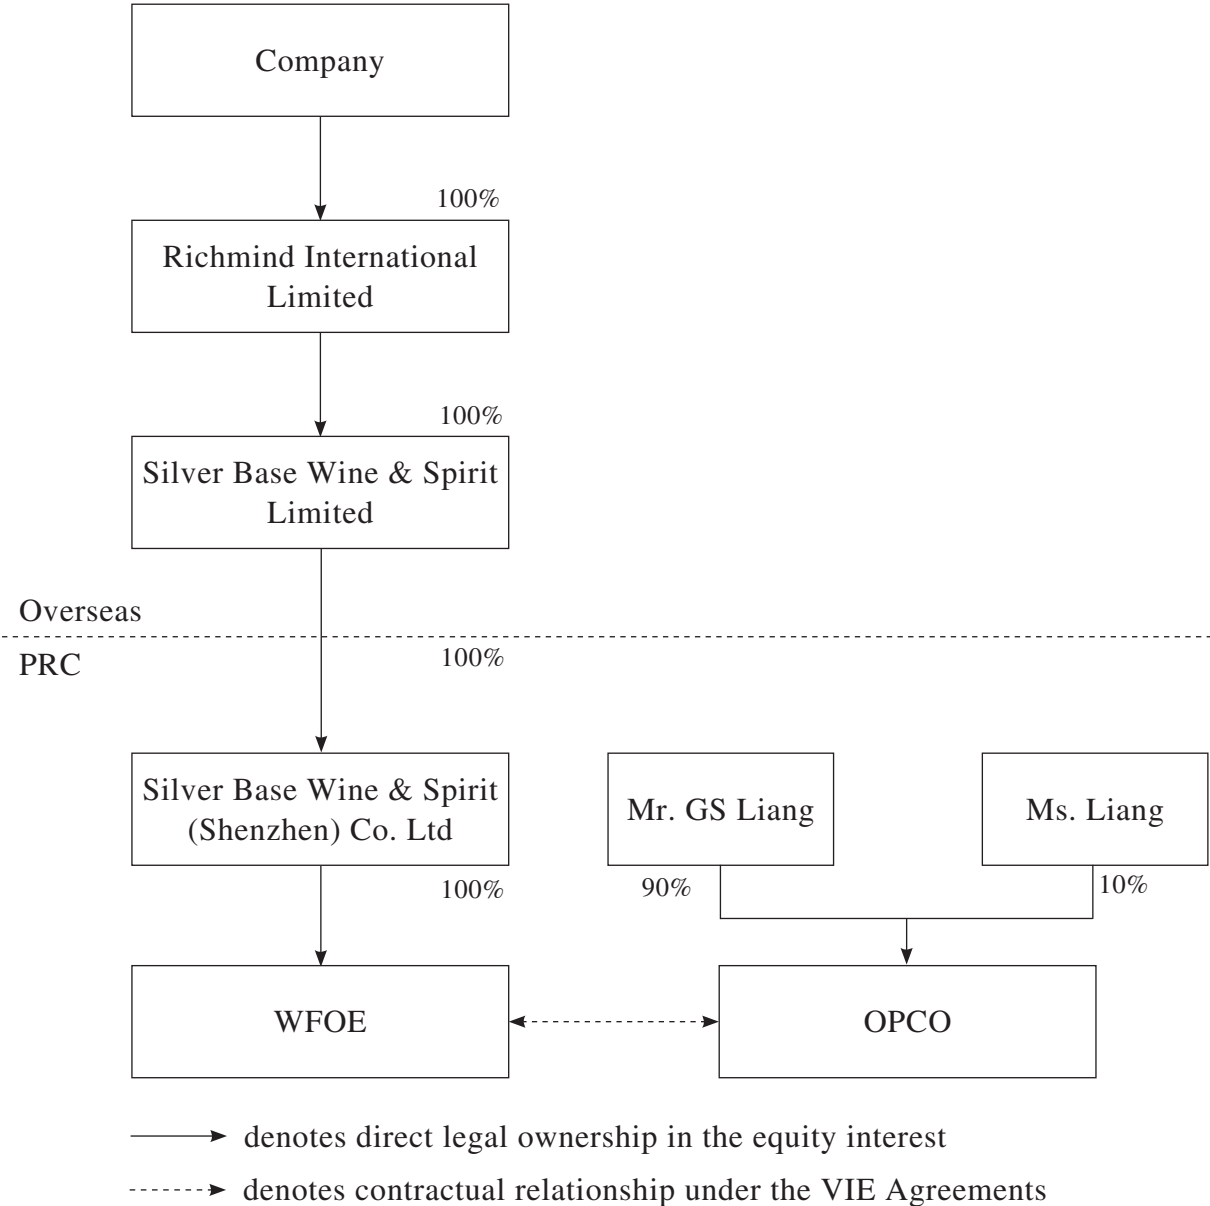 Company
100%
Richmind International
Limited
100%
Silver Base Wine & Spirit
Limited
Overseas
PRC
100%
Silver Base Wine & Spirit
(Shenzhen) Co. Ltd
Mr. GS Liang
Ms. Liang
100%
90%
10%
WFOE
OPCO
denotes direct legal ownership in the equity interest
denotes contractual relationship under the VIE Agreements